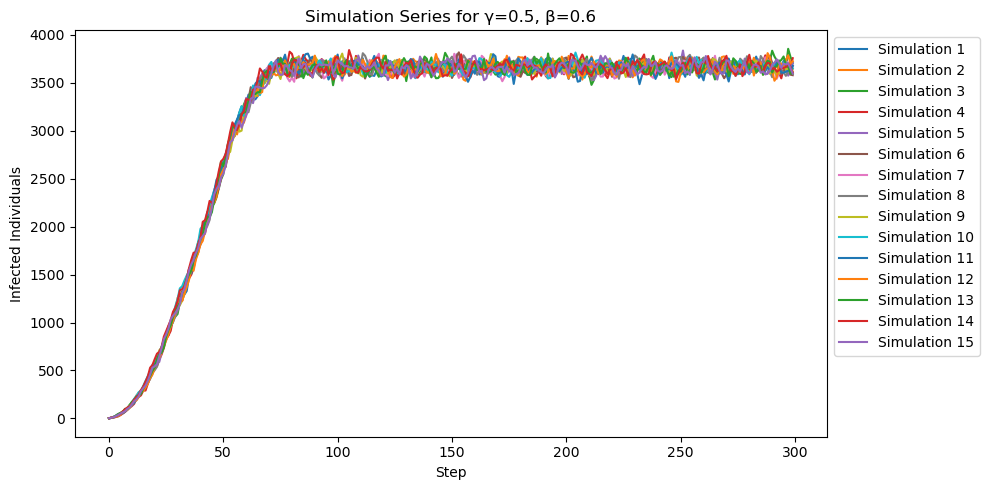 Simulation Series for γ=0.5, β=0.6
4000
3500
3000
2500
2000
1500
1000
500
0
Infected Individuals
0 50 100 150 200 250 300
Step
Simulation 1
Simulation 2
Simulation 3
Simulation 4
Simulation 5
Simulation 6
Simulation 7
Simulation 8
Simulation 9
Simulation 10
Simulation 11
Simulation 12
Simulation 13
Simulation 14
Simulation 15